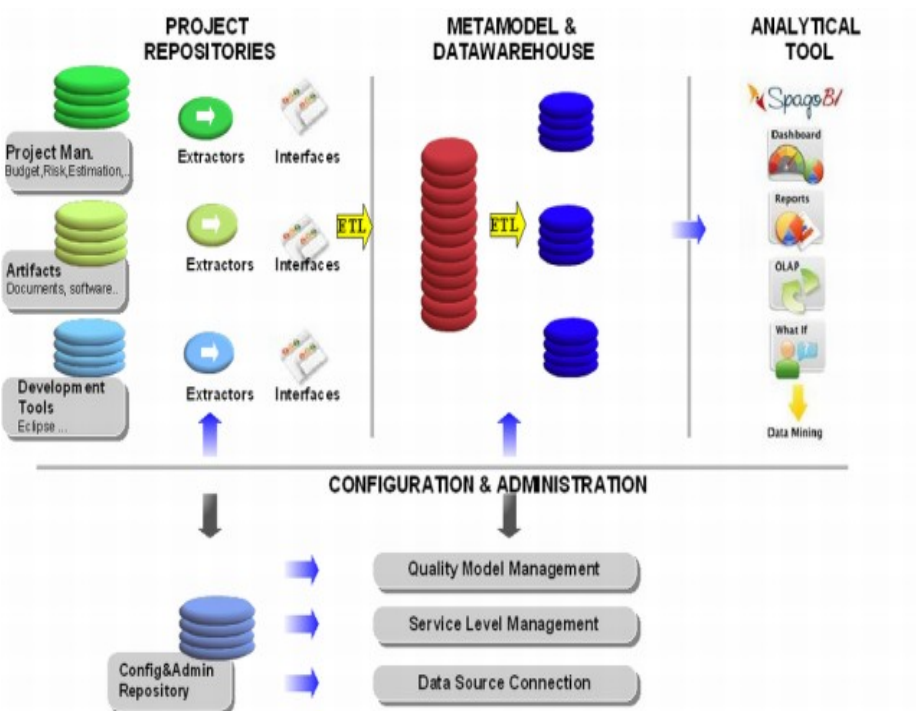 PROJECT
REPOSITORIES
METAMODEL &
DATAWAREHOUSE
ANALYTICAL
TOOL
Project Man.
Budget,Risk,Estimation,..
Extractors
Interfaces
Artifacts
Documents, software..
Extractors
Interfaces
Development
Tools
Eclipse ...
Extractors
Interfaces
ETL
ETL
SpagoBI
Dashboard
Reports
OLAP
What If
Data Mining
CONFIGURATION & ADMINISTRATION
Config&Admin
Repository
Quality Model Management
Service Level Management
Data Source Connection